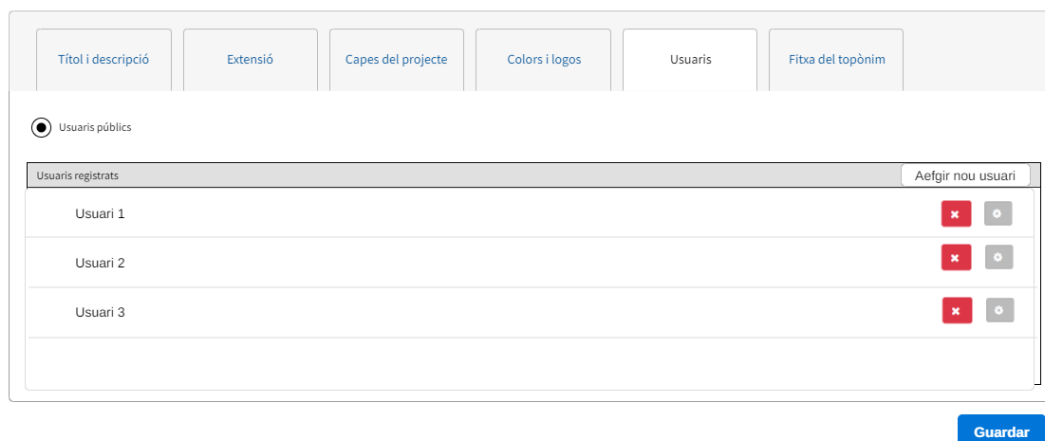 Títol i descripció
Extensió
Capes del projecte
Colors i logos
Usuaris
Fitxa del topònim
Usuaris públics
Usuaris registrats
Aefgir nou usuari
Usuari 1
Usuari 2
Usuari 3
Guardar